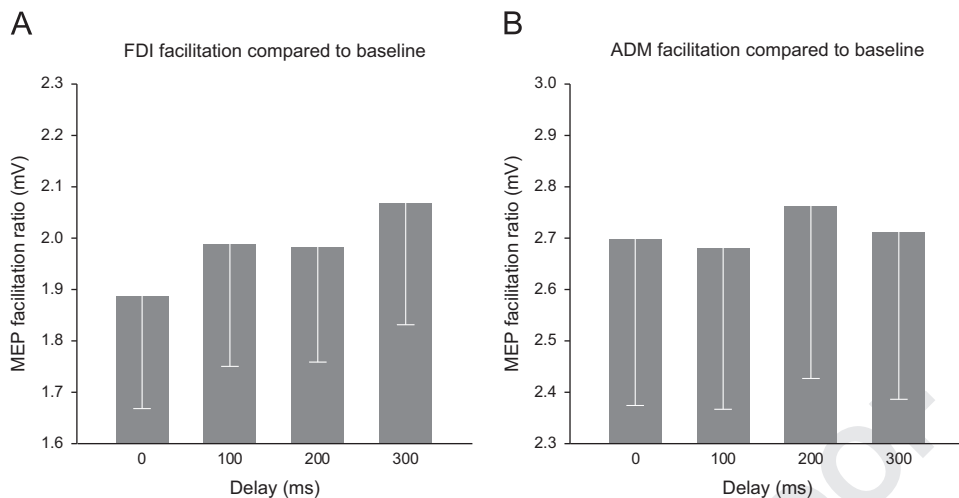 A
FDI facilitation compared to baseline
MEP facilitation ratio (mV)
2.3
2.2
2.1
2.0
1.9
1.8
1.7
1.6
0 100 200 300
Delay (ms)
B
ADM facilitation compared to baseline
MEP facilitation ratio (mV)
3.0
2.9
2.8
2.7
2.6
2.5
2.4
2.3
0 100 200 300
Delay (ms)